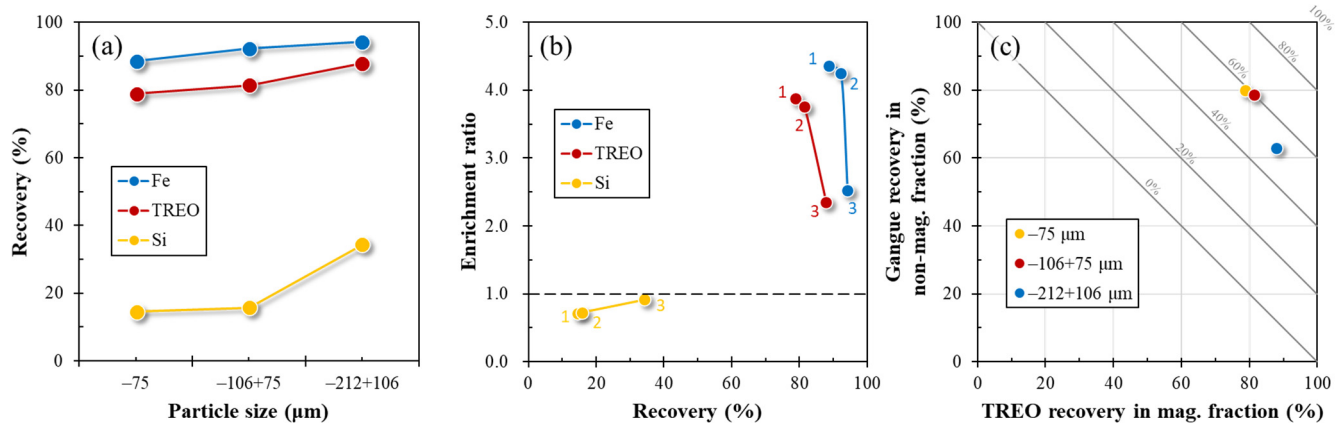 (a)
Recovery (%)
100
80
60
40
20
0
Fe
TREO
Si
–75
–106+75
–212+106
Particle size (μm)
(b)
Enrichment ratio
5.0
4.0
3.0
2.0
1.0
0.0
Fe
TREO
Si
1
2
3
1
2
3
1
2
3
0
20
40
60
80
100
Recovery (%)
(c)
Gangue recovery in
non-mag. fraction (%)
100
80
60
40
20
0
100%
80%
60%
40%
20%
0%
–75 μm
–106+75 μm
–212+106 μm
0
20
40
60
80
100
TREO recovery in mag. fraction (%)